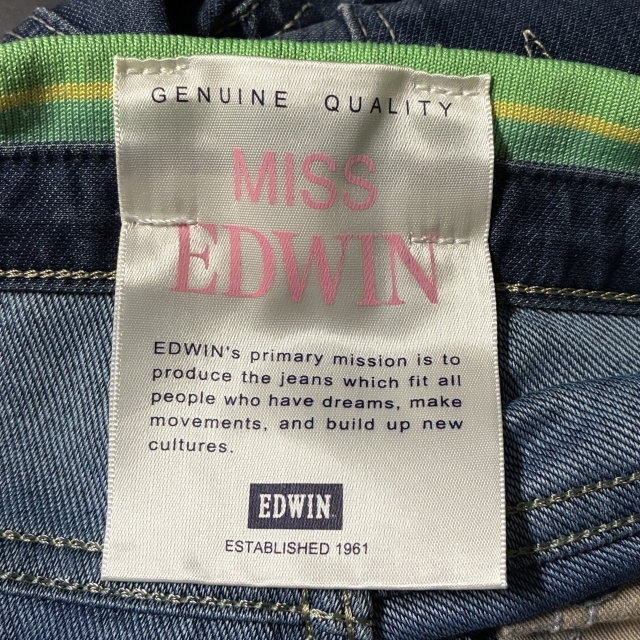 GENUINE QUALITY
MISS
EDWIN
EDWIN's primary mission is to
produce the jeans which fit all
people who have dreams, make
movements, and build up new
cultures.
EDWIN
ESTABLISHED 1961